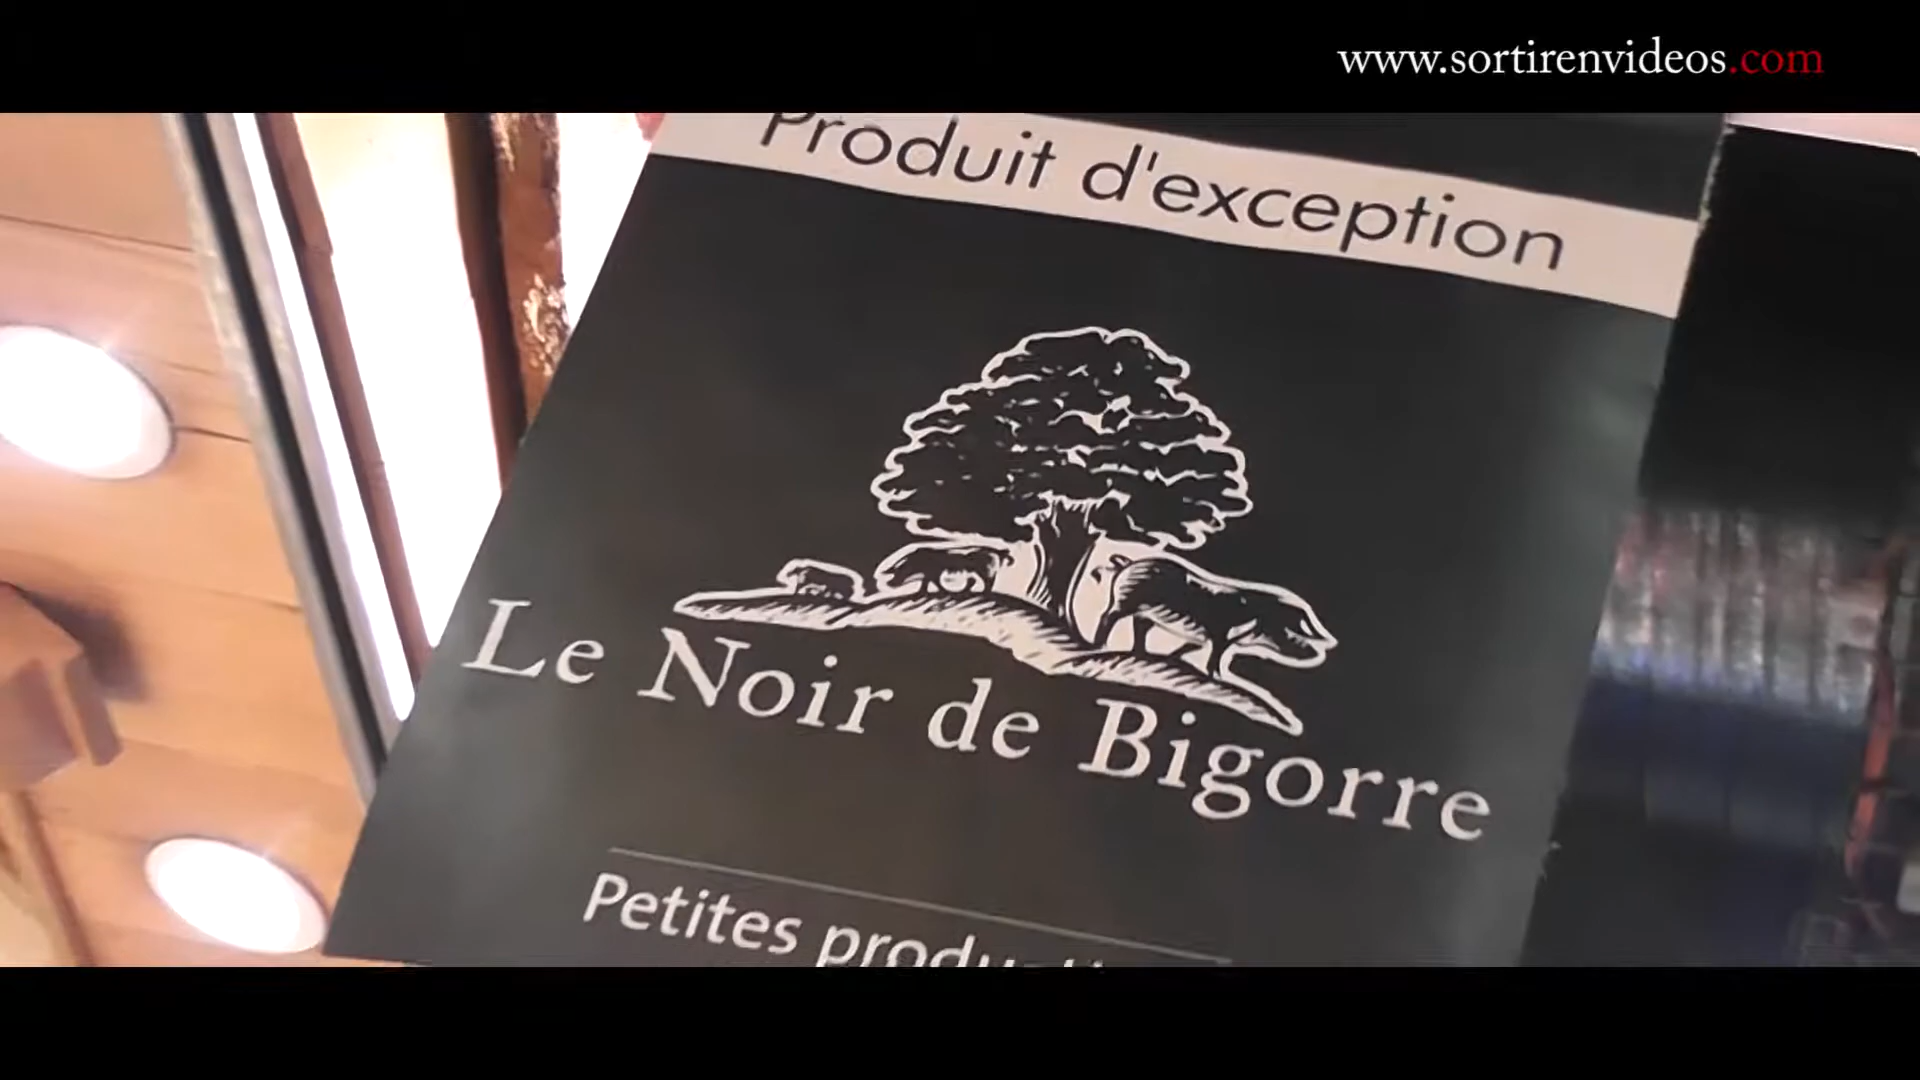 www.sortirenvideos.com
Produit d'exception
Le Noir de Bigorre
Petites